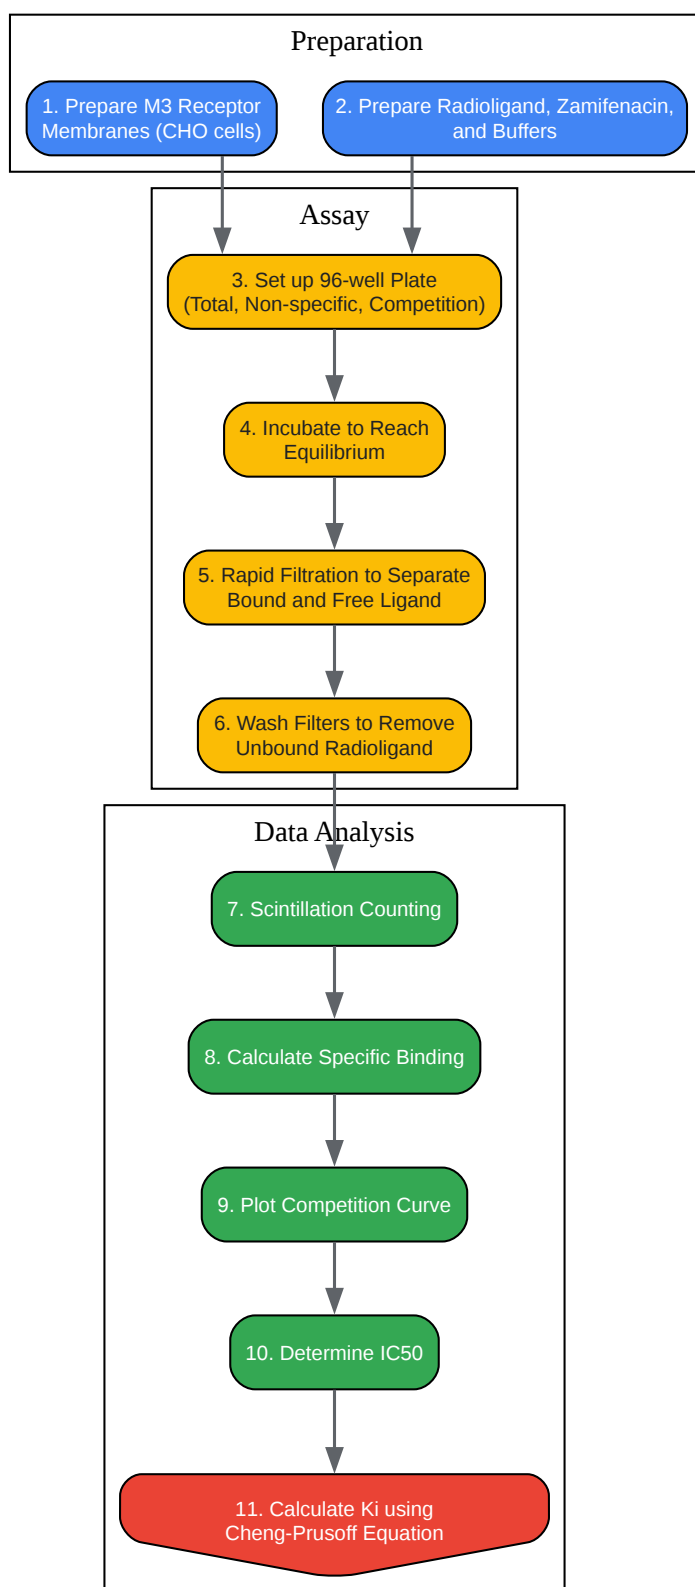 Preparation
1. Prepare M3 Receptor
Membranes (CHO cells)
2. Prepare Radioligand, Zamifenacin,
and Buffers
Assay
3. Set up 96-well Plate
(Total, Non-specific, Competition)
4. Incubate to Reach
Equilibrium
5. Rapid Filtration to Separate
Bound and Free Ligand
6. Wash Filters to Remove
Unbound Radioligand
Data Analysis
7. Scintillation Counting
8. Calculate Specific Binding
9. Plot Competition Curve
10. Determine IC50
11. Calculate Ki using
Cheng-Prusoff Equation